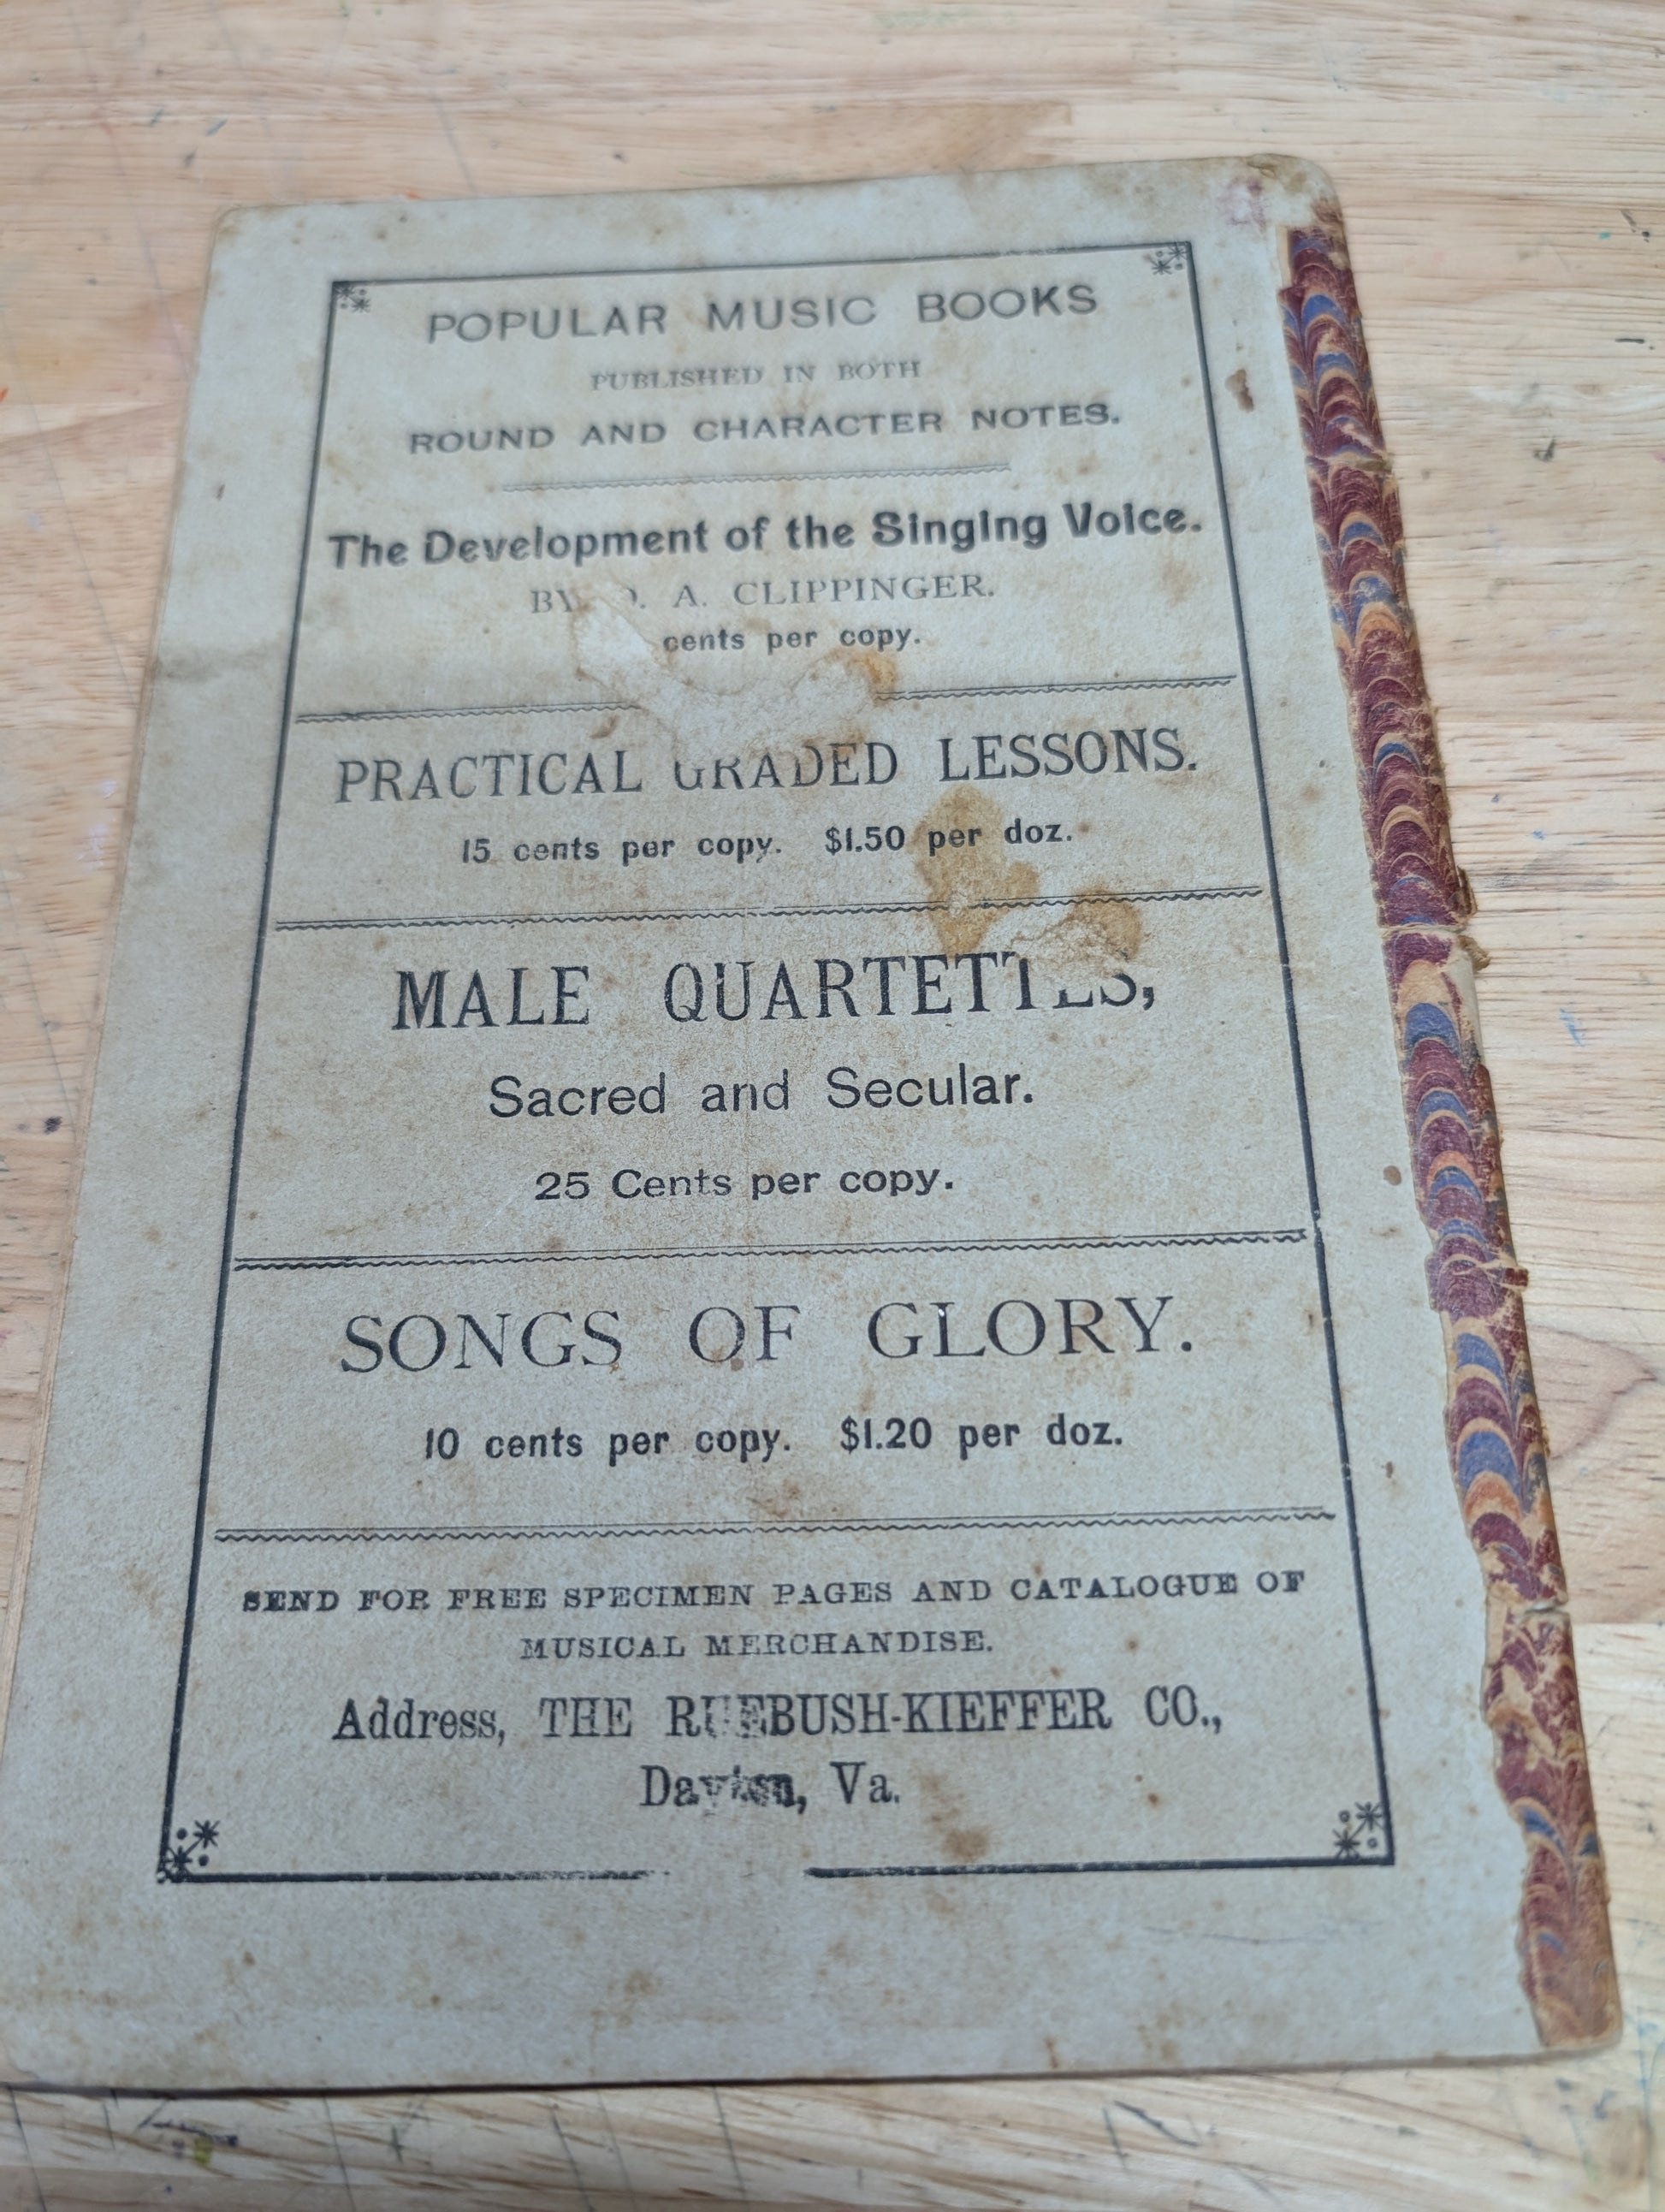 POPULAR MUSIC BOOKS
PUBLISHED IN BOTH
ROUND AND CHARACTER NOTES.
The Development of the Singing Voice.
BY A. CLIPPINGER.
cents per copy.
PRACTICAL GRADED LESSONS.
15 cents per copy. $1.50 per doz.
MALE QUARTETTES,
Sacred and Secular.
25 Cents per copy.
SONGS OF GLORY.
10 cents per copy. $1.20 per doz.
SEND FOR FREE SPECIMEN PAGES AND CATALOGUE OF
MUSICAL MERCHANDISE.
Address, THE RUEBUSH-KIEFFER CO.,
Dayton, Va.